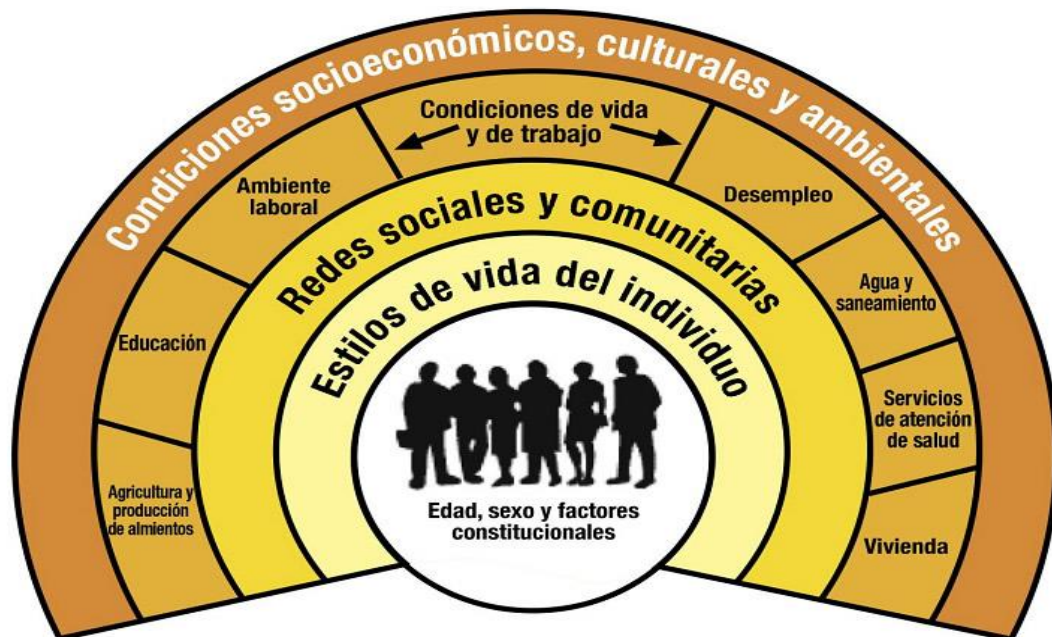 Condiciones socioeconómicos, culturales y ambientales
Condiciones de vida
y de trabajo
Ambiente
laboral
Desempleo
Educación
Agua y
saneamiento
Agricultura y
producción
de almientos
Servicios
de atención
de salud
Vivienda
Redes sociales y comunitarias
Estilos de vida del individuo
Edad, sexo y factores
constitucionales